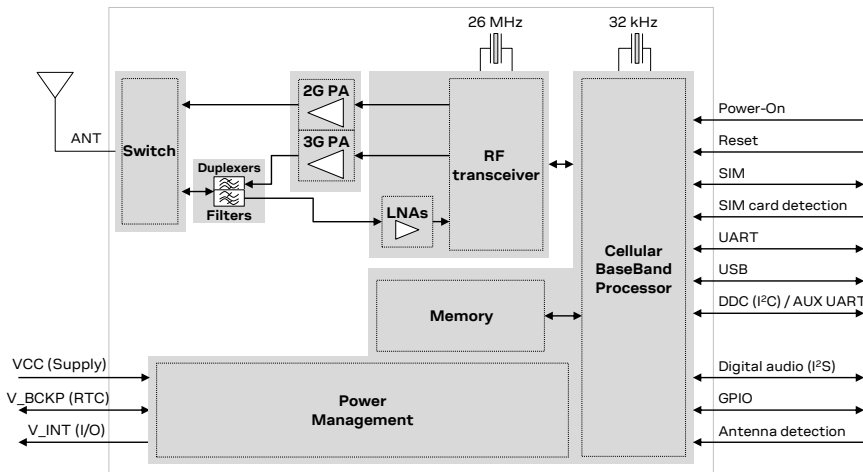 26 MHz
32 kHz
ANT
Switch
2G PA
3G PA
Duplexers
Filters
LNAs
RF
transceiver
Memory
Cellular
BaseBand
Processor
Power
Management
VCC (Supply)
V_BCKP (RTC)
V_INT (I/O)
Power-On
Reset
SIM
SIM card detection
UART
USB
DDC (I²C) / AUX UART
Digital audio (I²S)
GPIO
Antenna detection